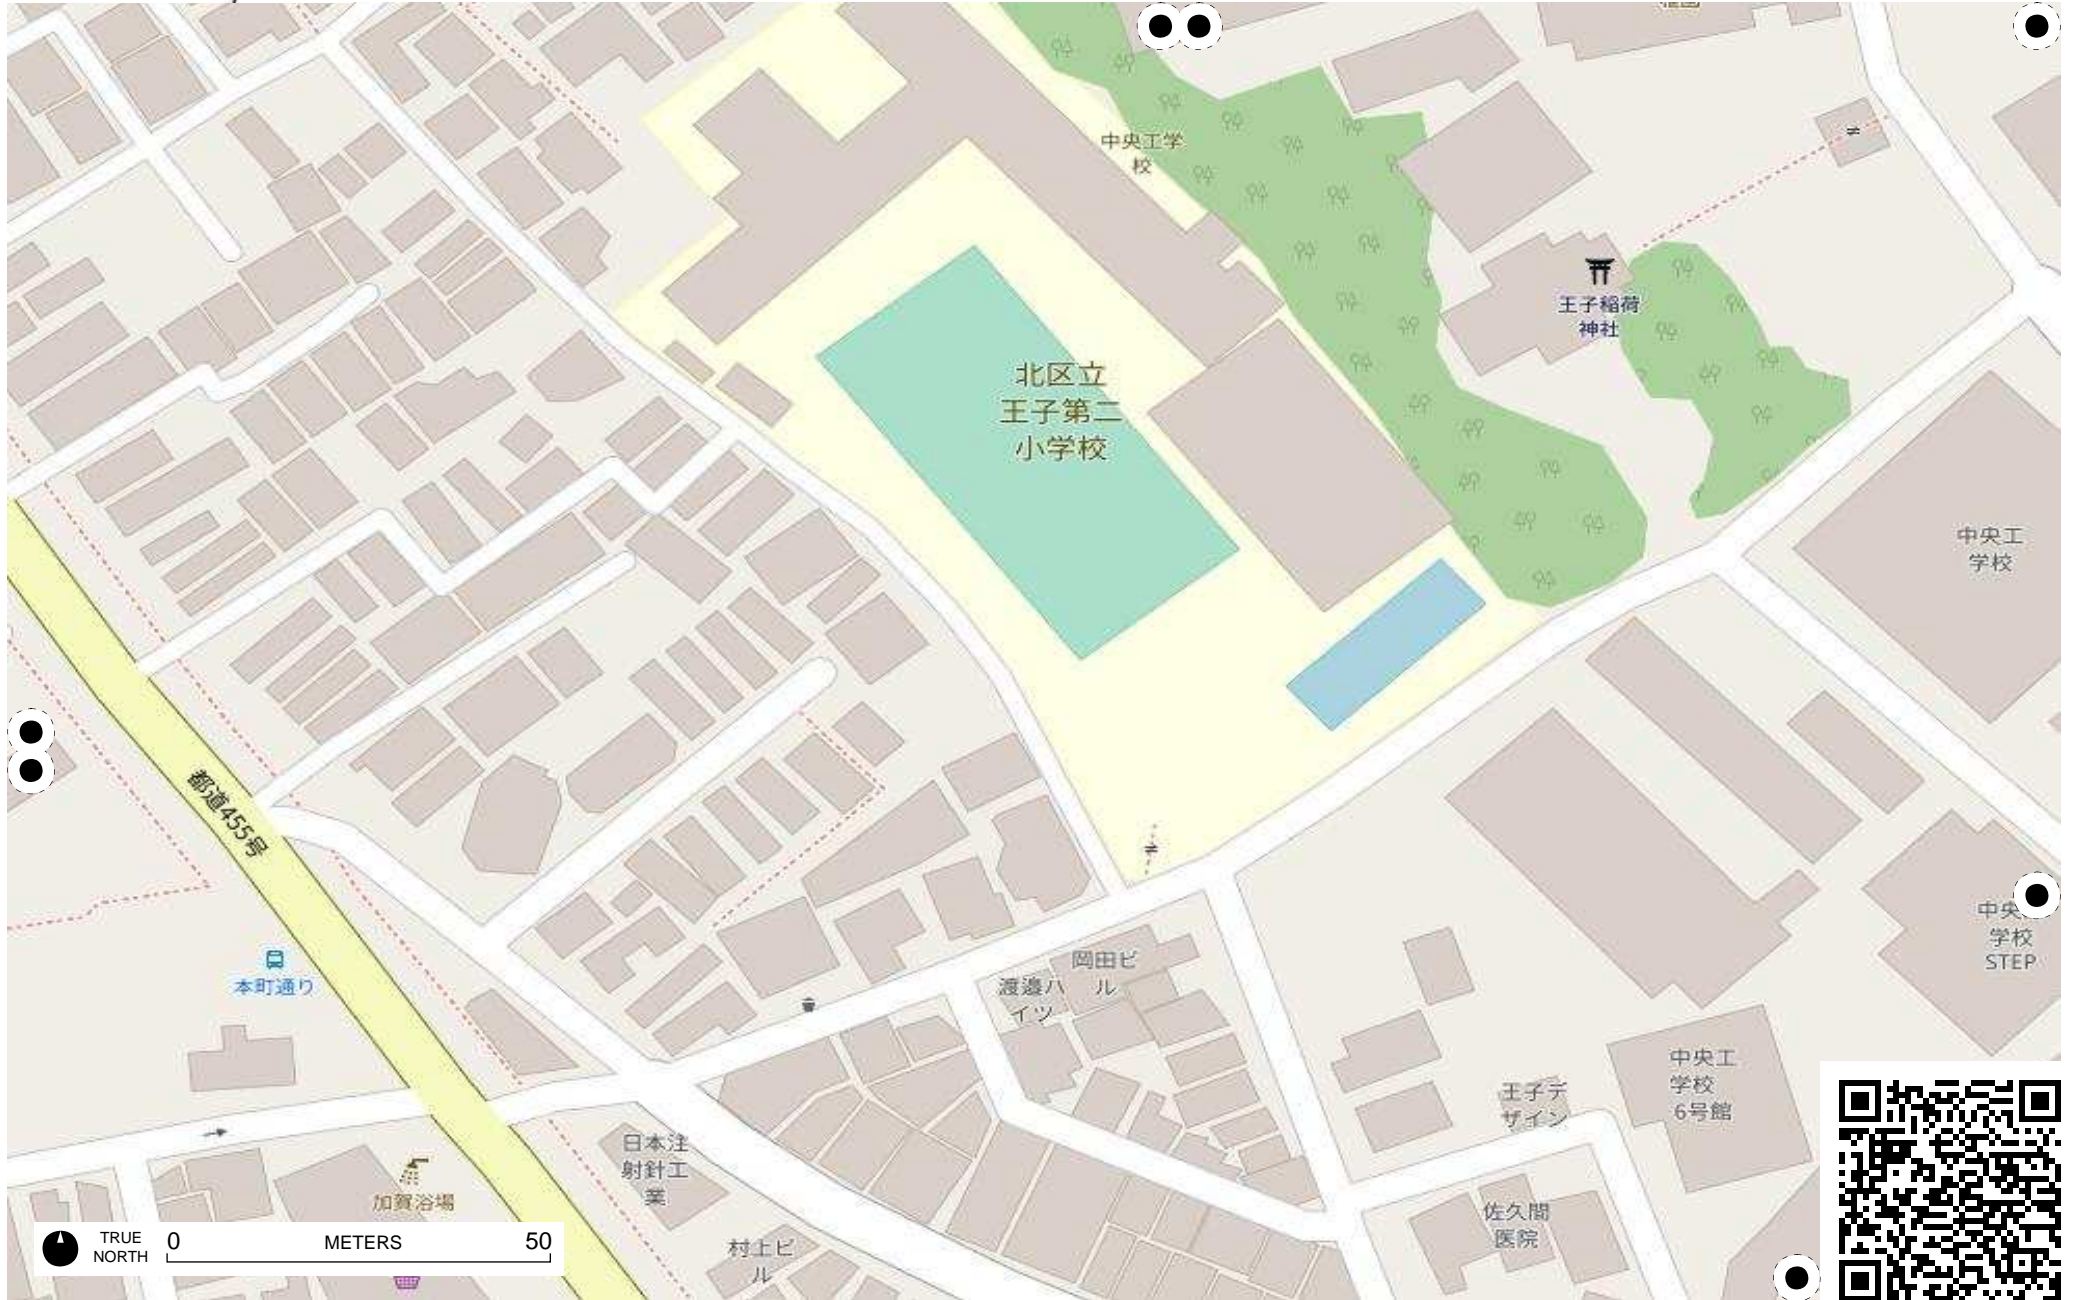 中央工学
校
王子稲荷
神社
北区立
王子第二
小学校
中央工
学校
都道455号
学校
STEP
本町通り
岡田ビ
ル
渡邉ハ
イツ
中央工
学校
6号館
王子デ
ザイン
日本注
射針工
業
加賀浴場
佐久間
医院
村上ビ
ル
TRUE
NORTH
0 METERS 50